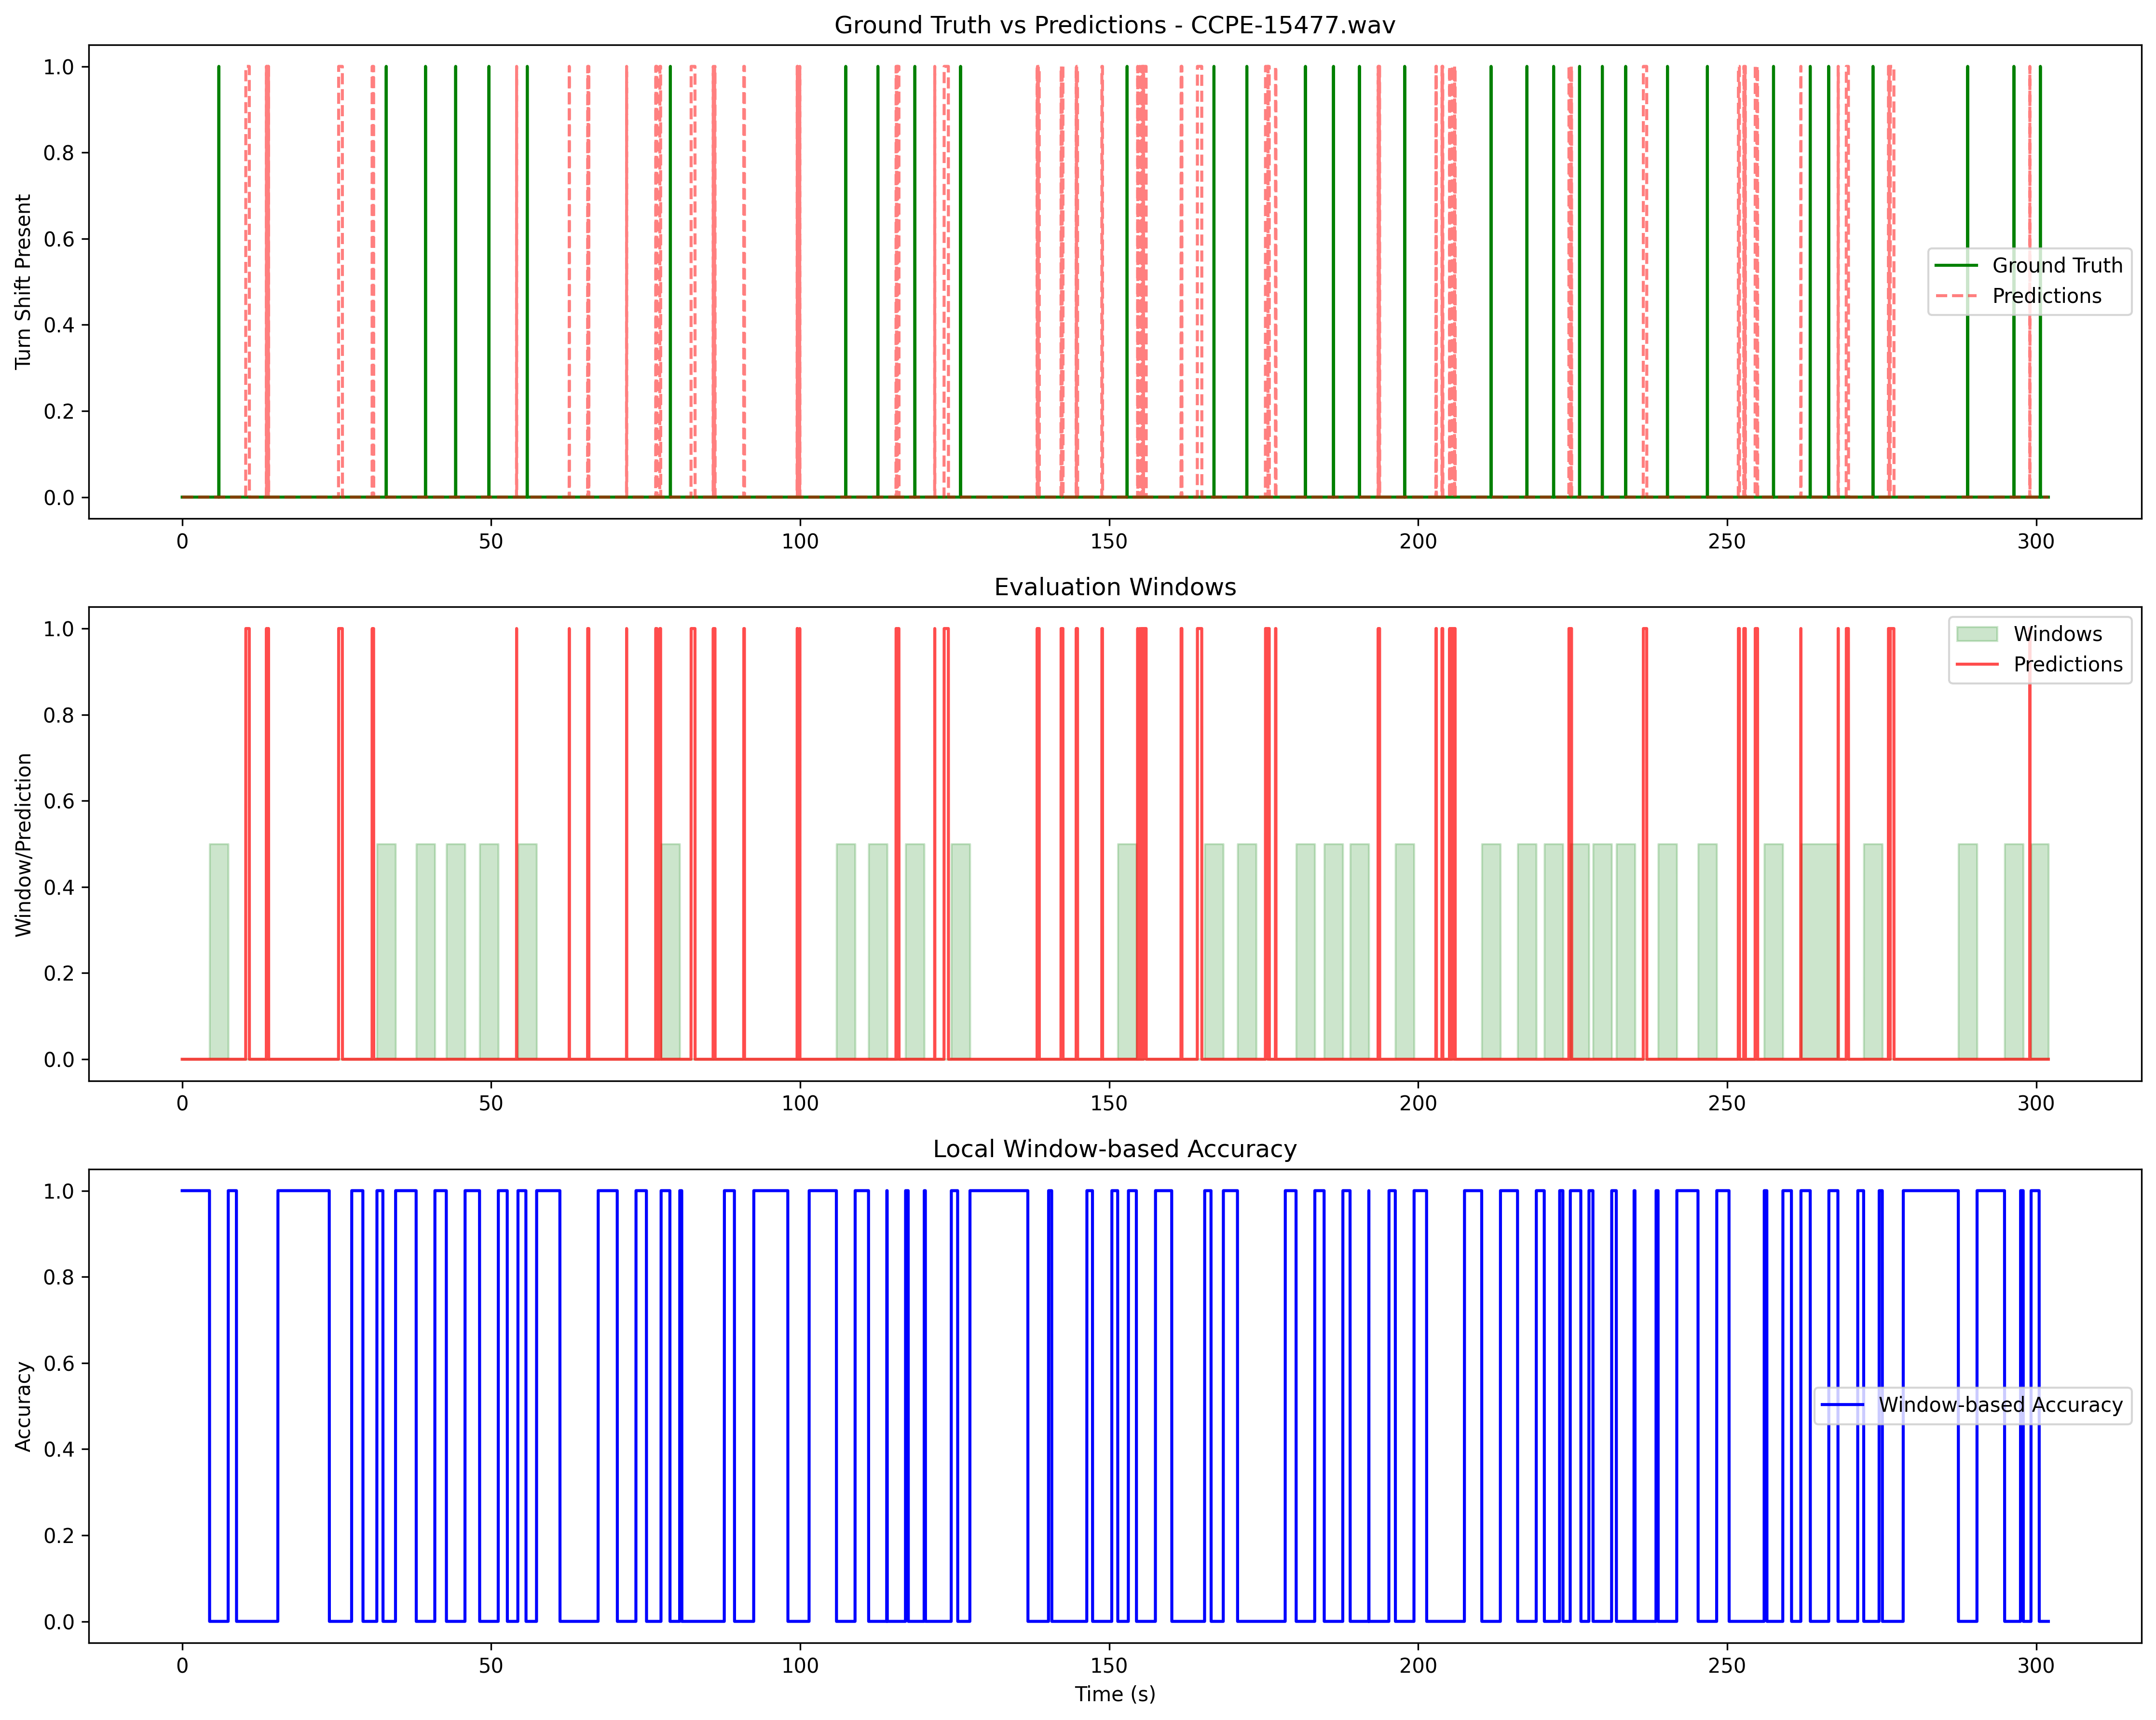 Ground Truth vs Predictions - CCPE-15477.wav
Turn Shift Present
1.0
0.8
0.6
0.4
0.2
0.0
Ground Truth
Predictions
0 50 100 150 200 250 300
Evaluation Windows
Window/Prediction
1.0
0.8
0.6
0.4
0.2
0.0
Windows
Predictions
0 50 100 150 200 250 300
Local Window-based Accuracy
Accuracy
1.0
0.8
0.6
0.4
0.2
0.0
Window-based Accuracy
0 50 100 150 200 250 300
Time (s)